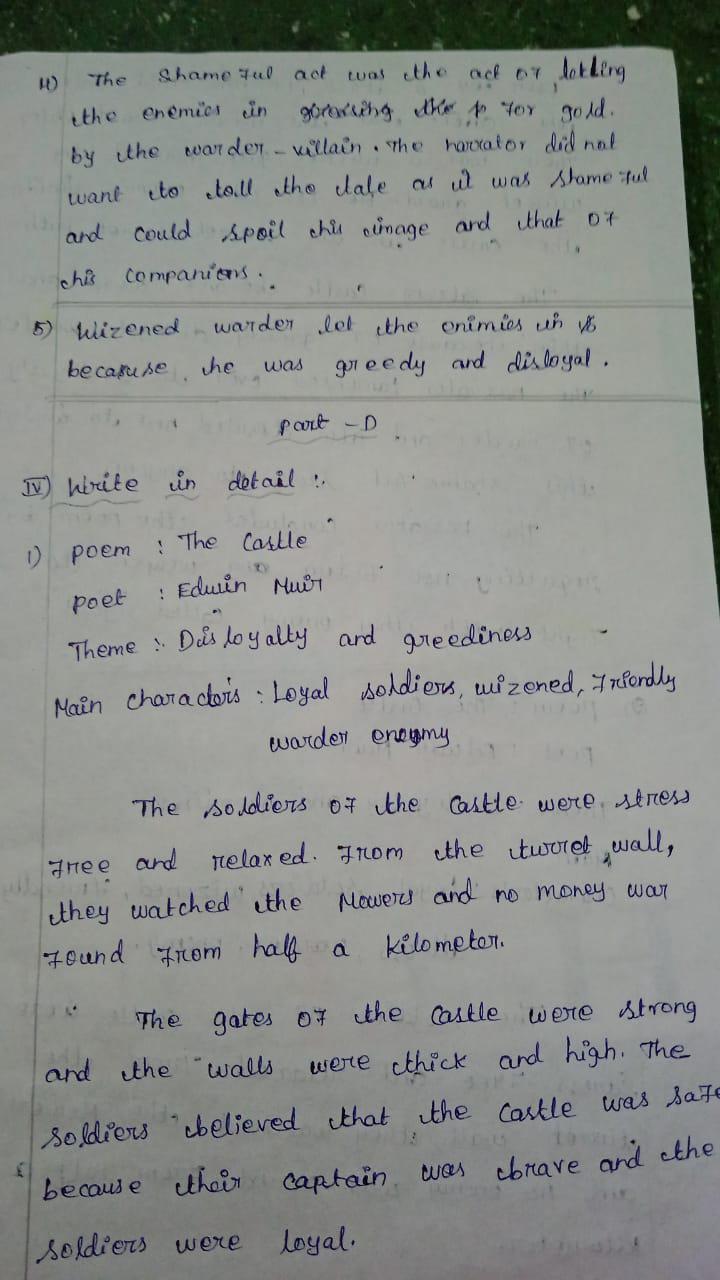 4) The Shameful act was the act of letting
the enemies in for gold.
by the warder - villain. The narrator did not
want to tall the tale as it was shameful
and could spoil his image and that of
his companions.
5) Wizened warder let the enimies in
because he was greedy and disloyal.
Part - D
IV) Write in detail :.
1) Poem : The Castle
Poet : Edwin Muir
Theme : Disloyalty and greediness
Main Charactors : Loyal soldiers, wizened, Friendly
warder enoymy
The soldiers of the Castle were stress
free and relaxed. From the turret wall,
they watched the Mowers and no money war
found from half a kilometer.
The gates of the Castle were strong
and the walls were thick and high. The
soldiers believed that the Castle was safe
because their captain was brave and the
soldiers were loyal.